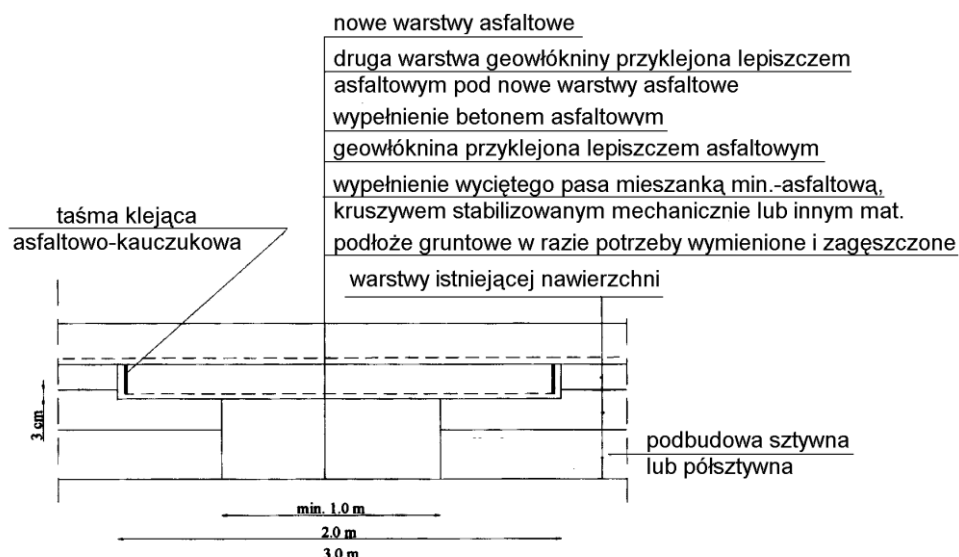 nowe warstwy asfaltowe
druga warstwa geowłókniny przyklejona lepiszczem
asfaltowym pod nowe warstwy asfaltowe
wypełnienie betonem asfaltowym
geowłóknina przyklejona lepiszczem asfaltowym
wypełnienie wyciętego pasa mieszanką min.-asfaltową,
kruszywem stabilizowanym mechanicznie lub innym mat.
podłoże gruntowe w razie potrzeby wymienione i zagęszczone
warstwy istniejącej nawierzchni
taśma klejąca
asfaltowo-kauczukowa
3 cm
podbudowa sztywna
lub półsztywna
min. 1.0 m
2.0 m
3.0 m